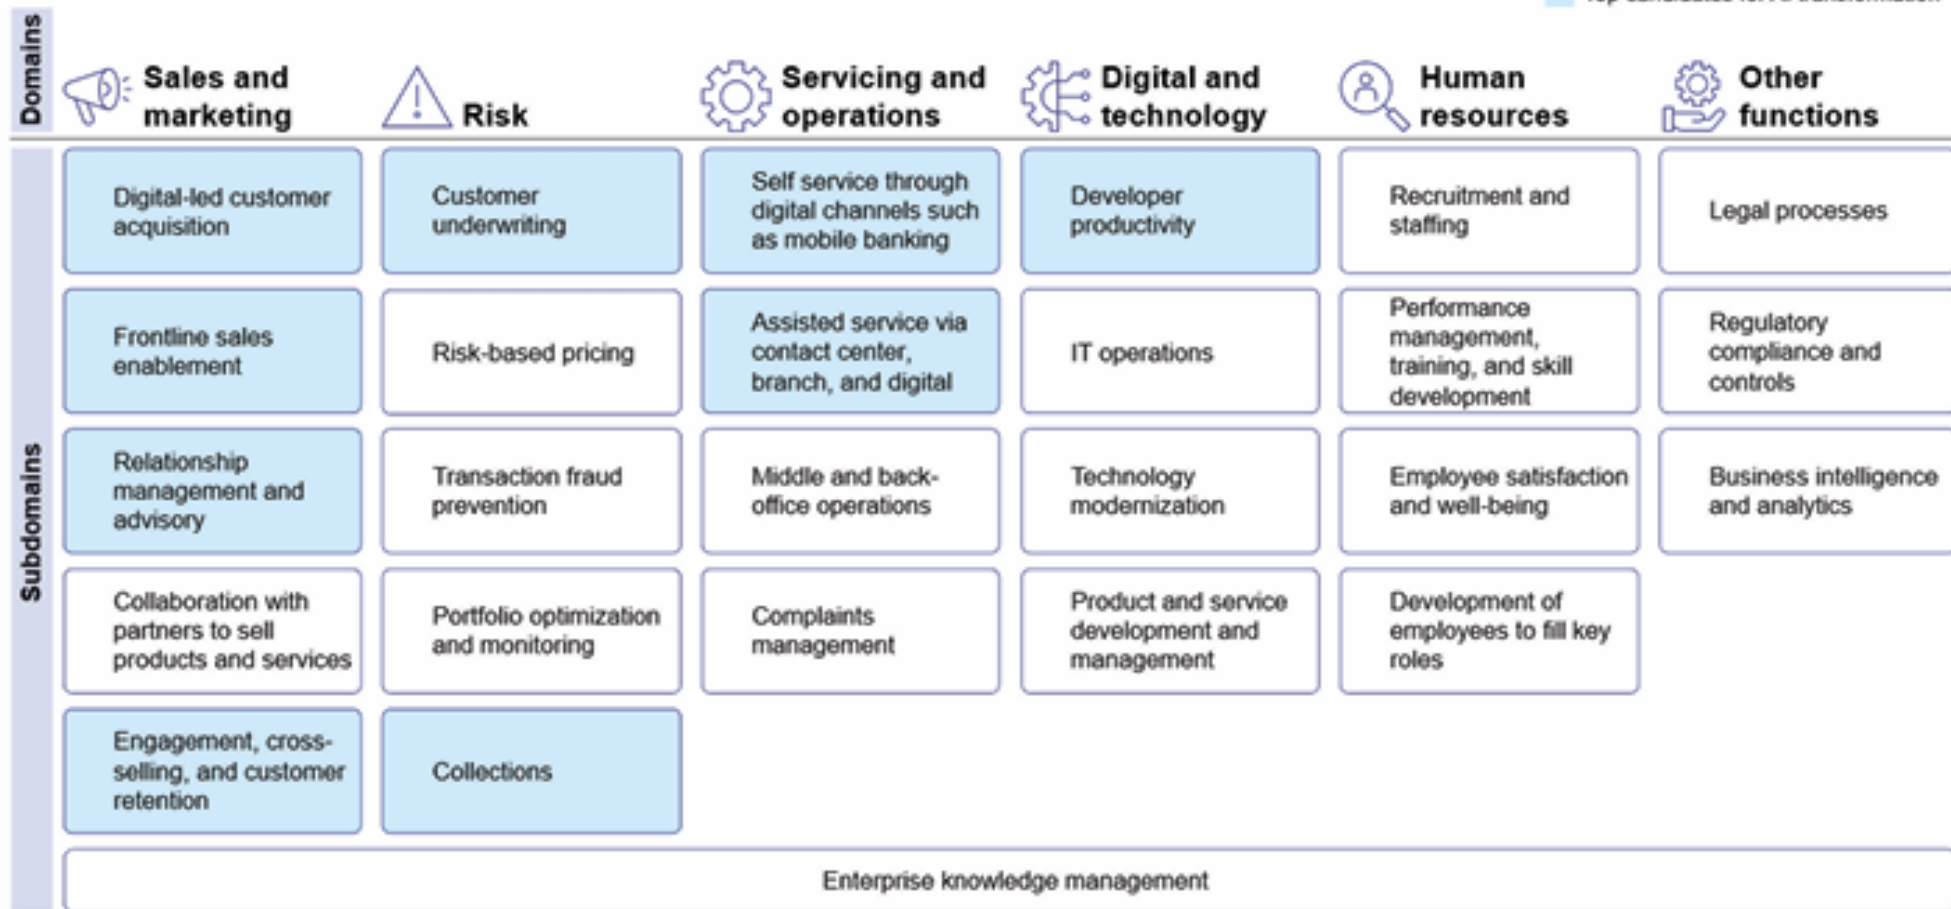 Top candidates for AI transformation
Domains
Sales and
marketing
Risk
Servicing and
operations
Digital and
technology
Human
resources
Other
functions
Subdomains
Digital-led customer
acquisition
Customer
underwriting
Self service through
digital channels such
as mobile banking
Developer
productivity
Recruitment and
staffing
Legal processes
Frontline sales
enablement
Risk-based pricing
Assisted service via
contact center,
branch, and digital
IT operations
Performance
management,
training, and skill
development
Regulatory
compliance and
controls
Relationship
management and
advisory
Transaction fraud
prevention
Middle and back-
office operations
Technology
modernization
Employee satisfaction
and well-being
Business intelligence
and analytics
Collaboration with
partners to sell
products and services
Portfolio optimization
and monitoring
Complaints
management
Product and service
development and
management
Development of
employees to fill key
roles
Engagement, cross-
selling, and customer
retention
Collections
Enterprise knowledge management